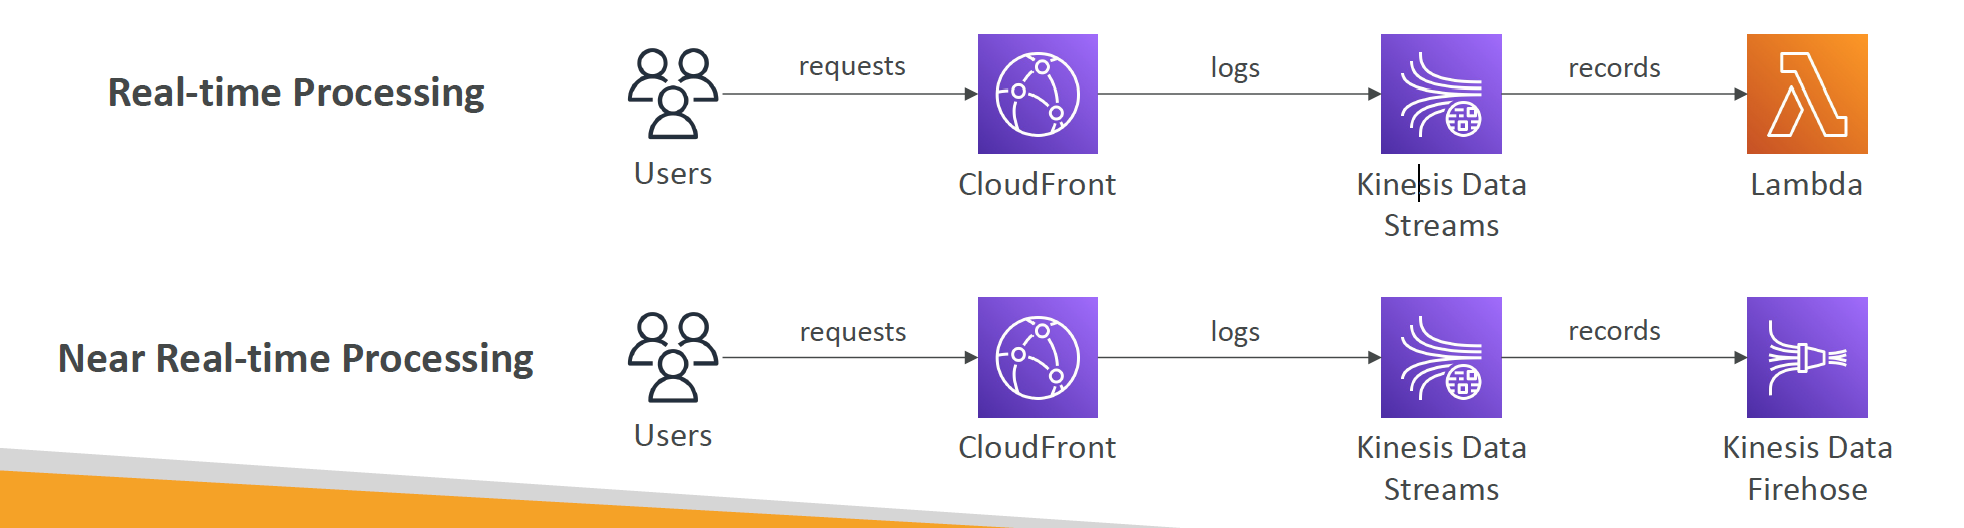 Real-time Processing
requests
logs
records
Users
CloudFront
Kinesis Data
Streams
Lambda
Near Real-time Processing
requests
logs
records
Users
CloudFront
Kinesis Data
Streams
Kinesis Data
Firehose